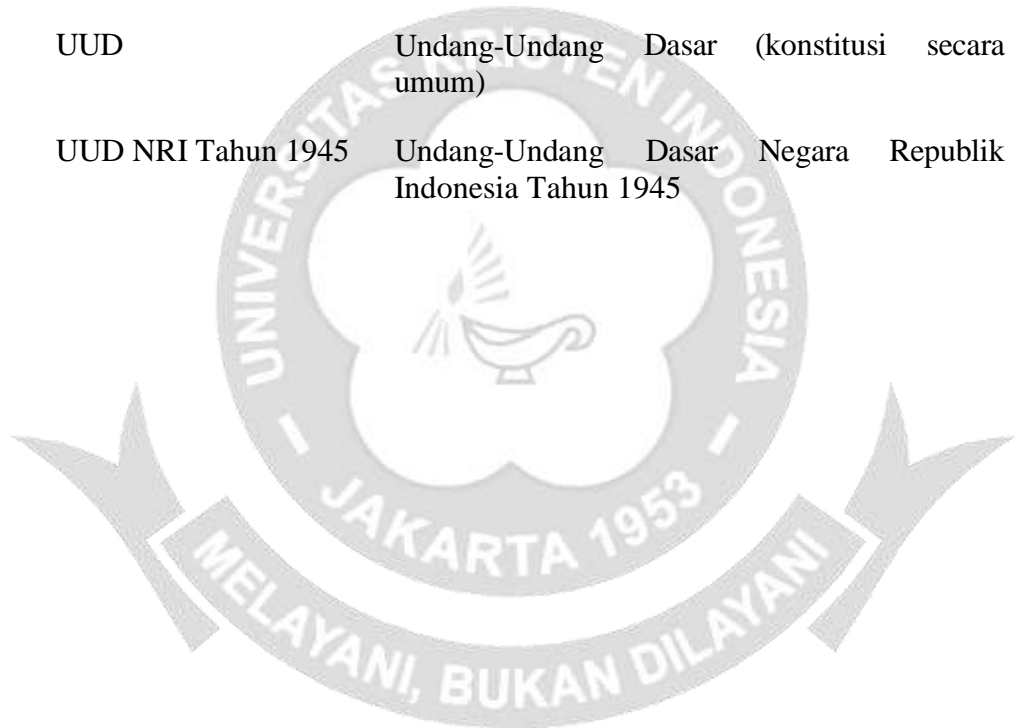 UUD Undang-Undang Dasar (konstitusi secara
umum)
UUD NRI Tahun 1945 Undang-Undang Dasar Negara Republik
Indonesia Tahun 1945
UNIVERSITAS KRISTEN INDONESIA
JAKARTA 1953
MELAYANI, BUKAN DILAYANI